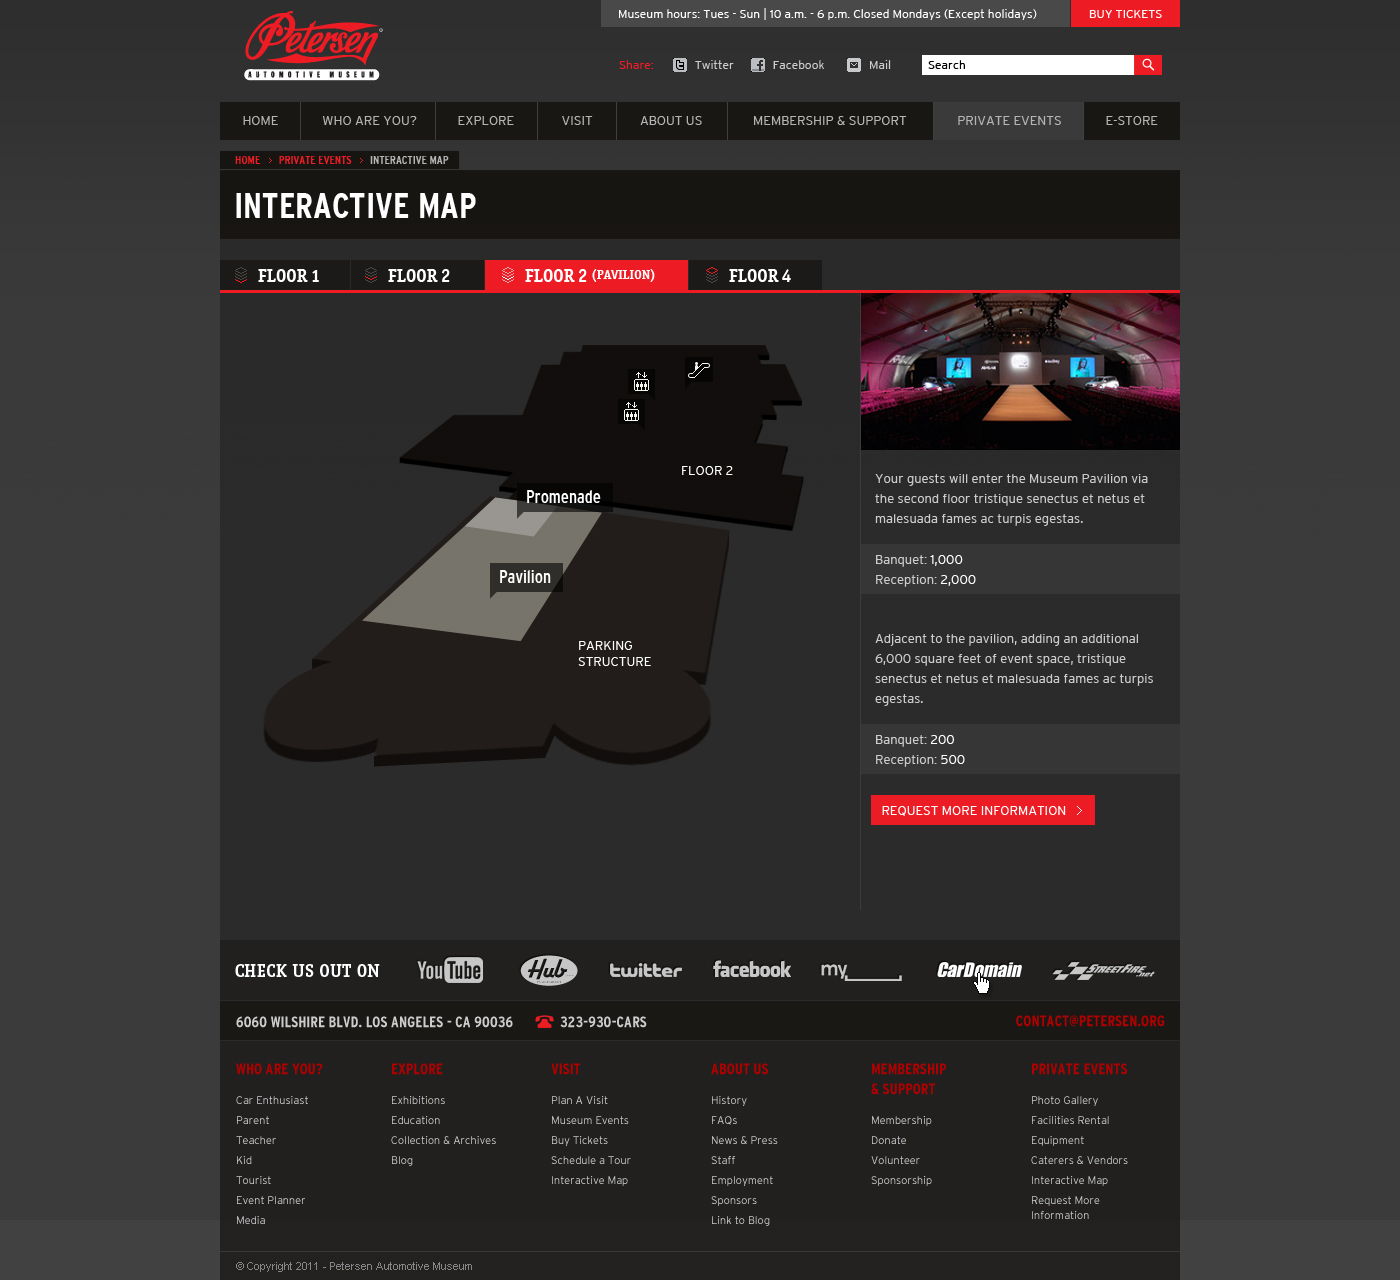 Museum hours: Tues - Sun | 10 a.m. - 6 p.m. Closed Mondays (Except holidays)
BUY TICKETS
Petersen
AUTOMOTIVE MUSEUM
Share:
Twitter
Facebook
Mail
Search
HOME
WHO ARE YOU?
EXPLORE
VISIT
ABOUT US
MEMBERSHIP & SUPPORT
PRIVATE EVENTS
E-STORE
HOME > PRIVATE EVENTS > INTERACTIVE MAP
INTERACTIVE MAP
FLOOR 1
FLOOR 2
FLOOR 2 (PAVILION)
FLOOR 4
FLOOR 2
Promenade
Pavilion
PARKING
STRUCTURE
Your guests will enter the Museum Pavilion via
the second floor tristique senectus et netus et
malesuada fames ac turpis egestas.
Banquet: 1,000
Reception: 2,000
Adjacent to the pavilion, adding an additional
6,000 square feet of event space, tristique
senectus et netus et malesuada fames ac turpis
egestas.
Banquet: 200
Reception: 500
REQUEST MORE INFORMATION >
CHECK US OUT ON
YouTube
Hub
twitter
facebook
my
CarDomain
STREETFIRE.net
6060 WILSHIRE BLVD. LOS ANGELES - CA 90036
323-930-CARS
CONTACT@PETERSEN.ORG
WHO ARE YOU?
Car Enthusiast
Parent
Teacher
Kid
Tourist
Event Planner
Media
EXPLORE
Exhibitions
Education
Collection & Archives
Blog
VISIT
Plan A Visit
Museum Events
Buy Tickets
Schedule a Tour
Interactive Map
ABOUT US
History
FAQs
News & Press
Staff
Employment
Sponsors
Link to Blog
MEMBERSHIP
& SUPPORT
Membership
Donate
Volunteer
Sponsorship
PRIVATE EVENTS
Photo Gallery
Facilities Rental
Equipment
Caterers & Vendors
Interactive Map
Request More
Information
© Copyright 2011 - Petersen Automotive Museum